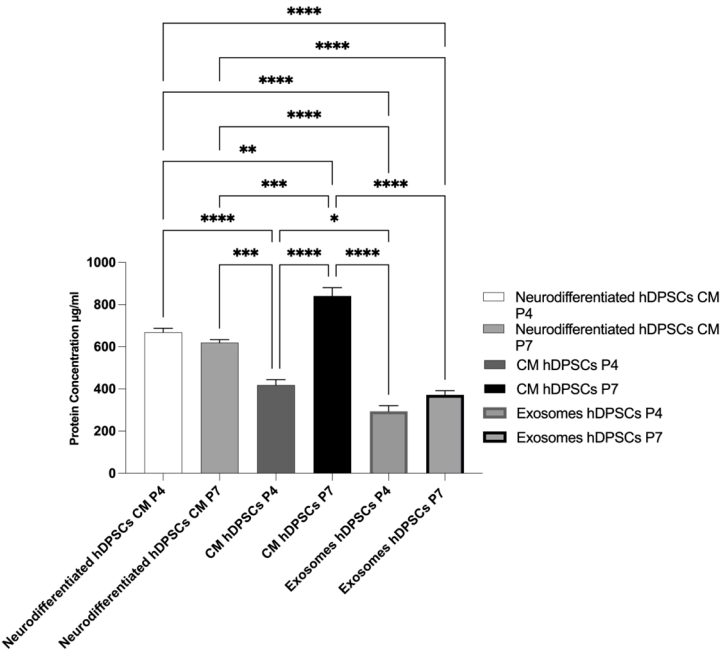 ****
****
****
****
**
***
****
****
*
***
****
****
Protein Concentration µg/ml
1000
800
600
400
200
0
Neurodifferentiated hDPSCs CM P4
Neurodifferentiated hDPSCs CM P7
CM hDPSCs P4
CM hDPSCs P7
Exosomes hDPSCs P4
Exosomes hDPSCs P7
Neurodifferentiated hDPSCs CM
P4
Neurodifferentiated hDPSCs CM
P7
CM hDPSCs P4
CM hDPSCs P7
Exosomes hDPSCs P4
Exosomes hDPSCs P7